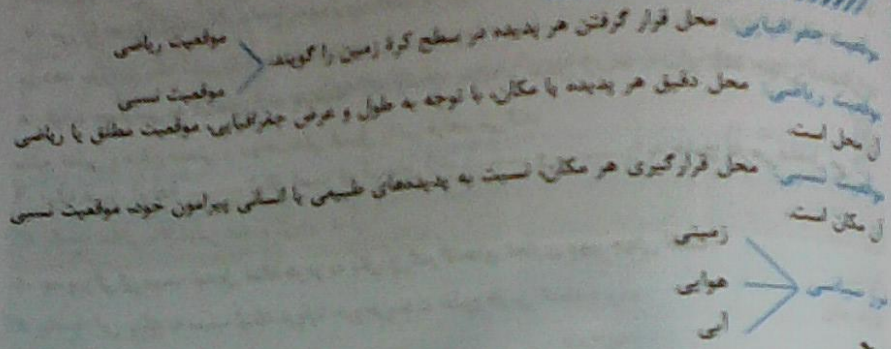 موقعیت جغرافیایی: محل قرار گرفتن هر پدیده در سطح کرهٔ زمین را گویند.
موقعیت ریاضی
موقعیت نسبی
موقعیت ریاضی: محل دقیق هر پدیده یا مکان، با توجه به طول و عرض جغرافیایی، موقعیت مطلق یا ریاضی
آن محل است.
موقعیت نسبی: محل قرارگیری هر مکان، نسبت به پدیده‌های طبیعی یا انسانی پیرامون خود، موقعیت نسبی
آن مکان است.
سیاسی
زمینی
هوایی
آبی